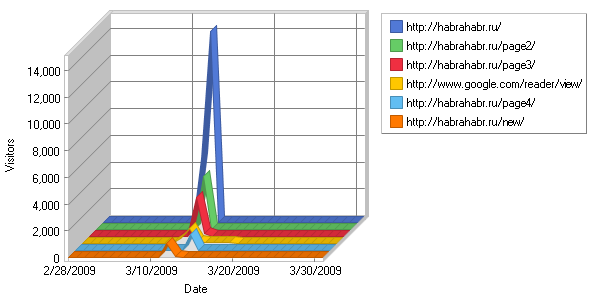 http://habrahabr.ru/
http://habrahabr.ru/page2/
http://habrahabr.ru/page3/
http://www.google.com/reader/view/
http://habrahabr.ru/page4/
http://habrahabr.ru/new/
Visitors
14,000
12,000
10,000
8,000
6,000
4,000
2,000
0
2/28/2009 3/10/2009 3/20/2009 3/30/2009
Date